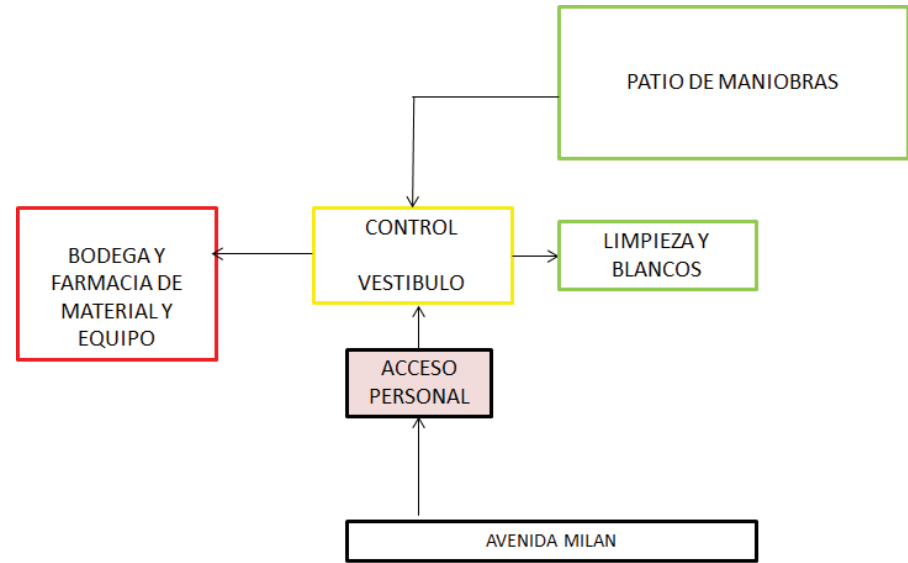 PATIO DE MANIOBRAS
CONTROL
VESTIBULO
LIMPIEZA Y
BLANCOS
BODEGA Y
FARMACIA DE
MATERIAL Y
EQUIPO
ACCESO
PERSONAL
AVENIDA MILAN